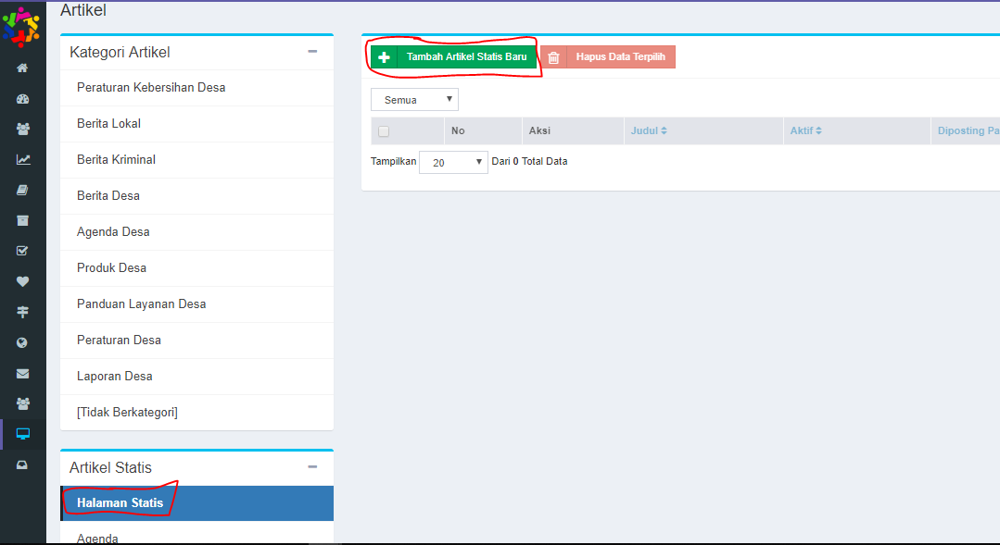 Artikel
Kategori Artikel
Peraturan Kebersihan Desa
Berita Lokal
Berita Kriminal
Berita Desa
Agenda Desa
Produk Desa
Panduan Layanan Desa
Peraturan Desa
Laporan Desa
[Tidak Berkategori]
Artikel Statis
Halaman Statis
Agenda
Tambah Artikel Statis Baru Hapus Data Terpilih
Semua
No Aksi Judul Aktif Diposting Pa
Tampilkan 20 Dari 0 Total Data